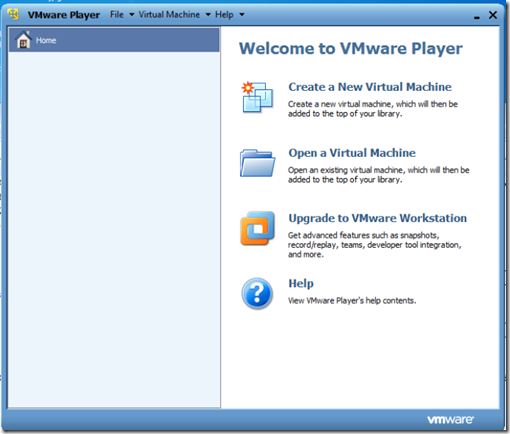 VMware Player File Virtual Machine Help
Home
Welcome to VMware Player
Create a New Virtual Machine
Create a new virtual machine, which will then be
added to the top of your library.
Open a Virtual Machine
Open an existing virtual machine, which will then be
added to the top of your library.
Upgrade to VMware Workstation
Get advanced features such as snapshots,
record/replay, teams, developer tool integration,
and more.
Help
View VMware Player's help contents.
vmware